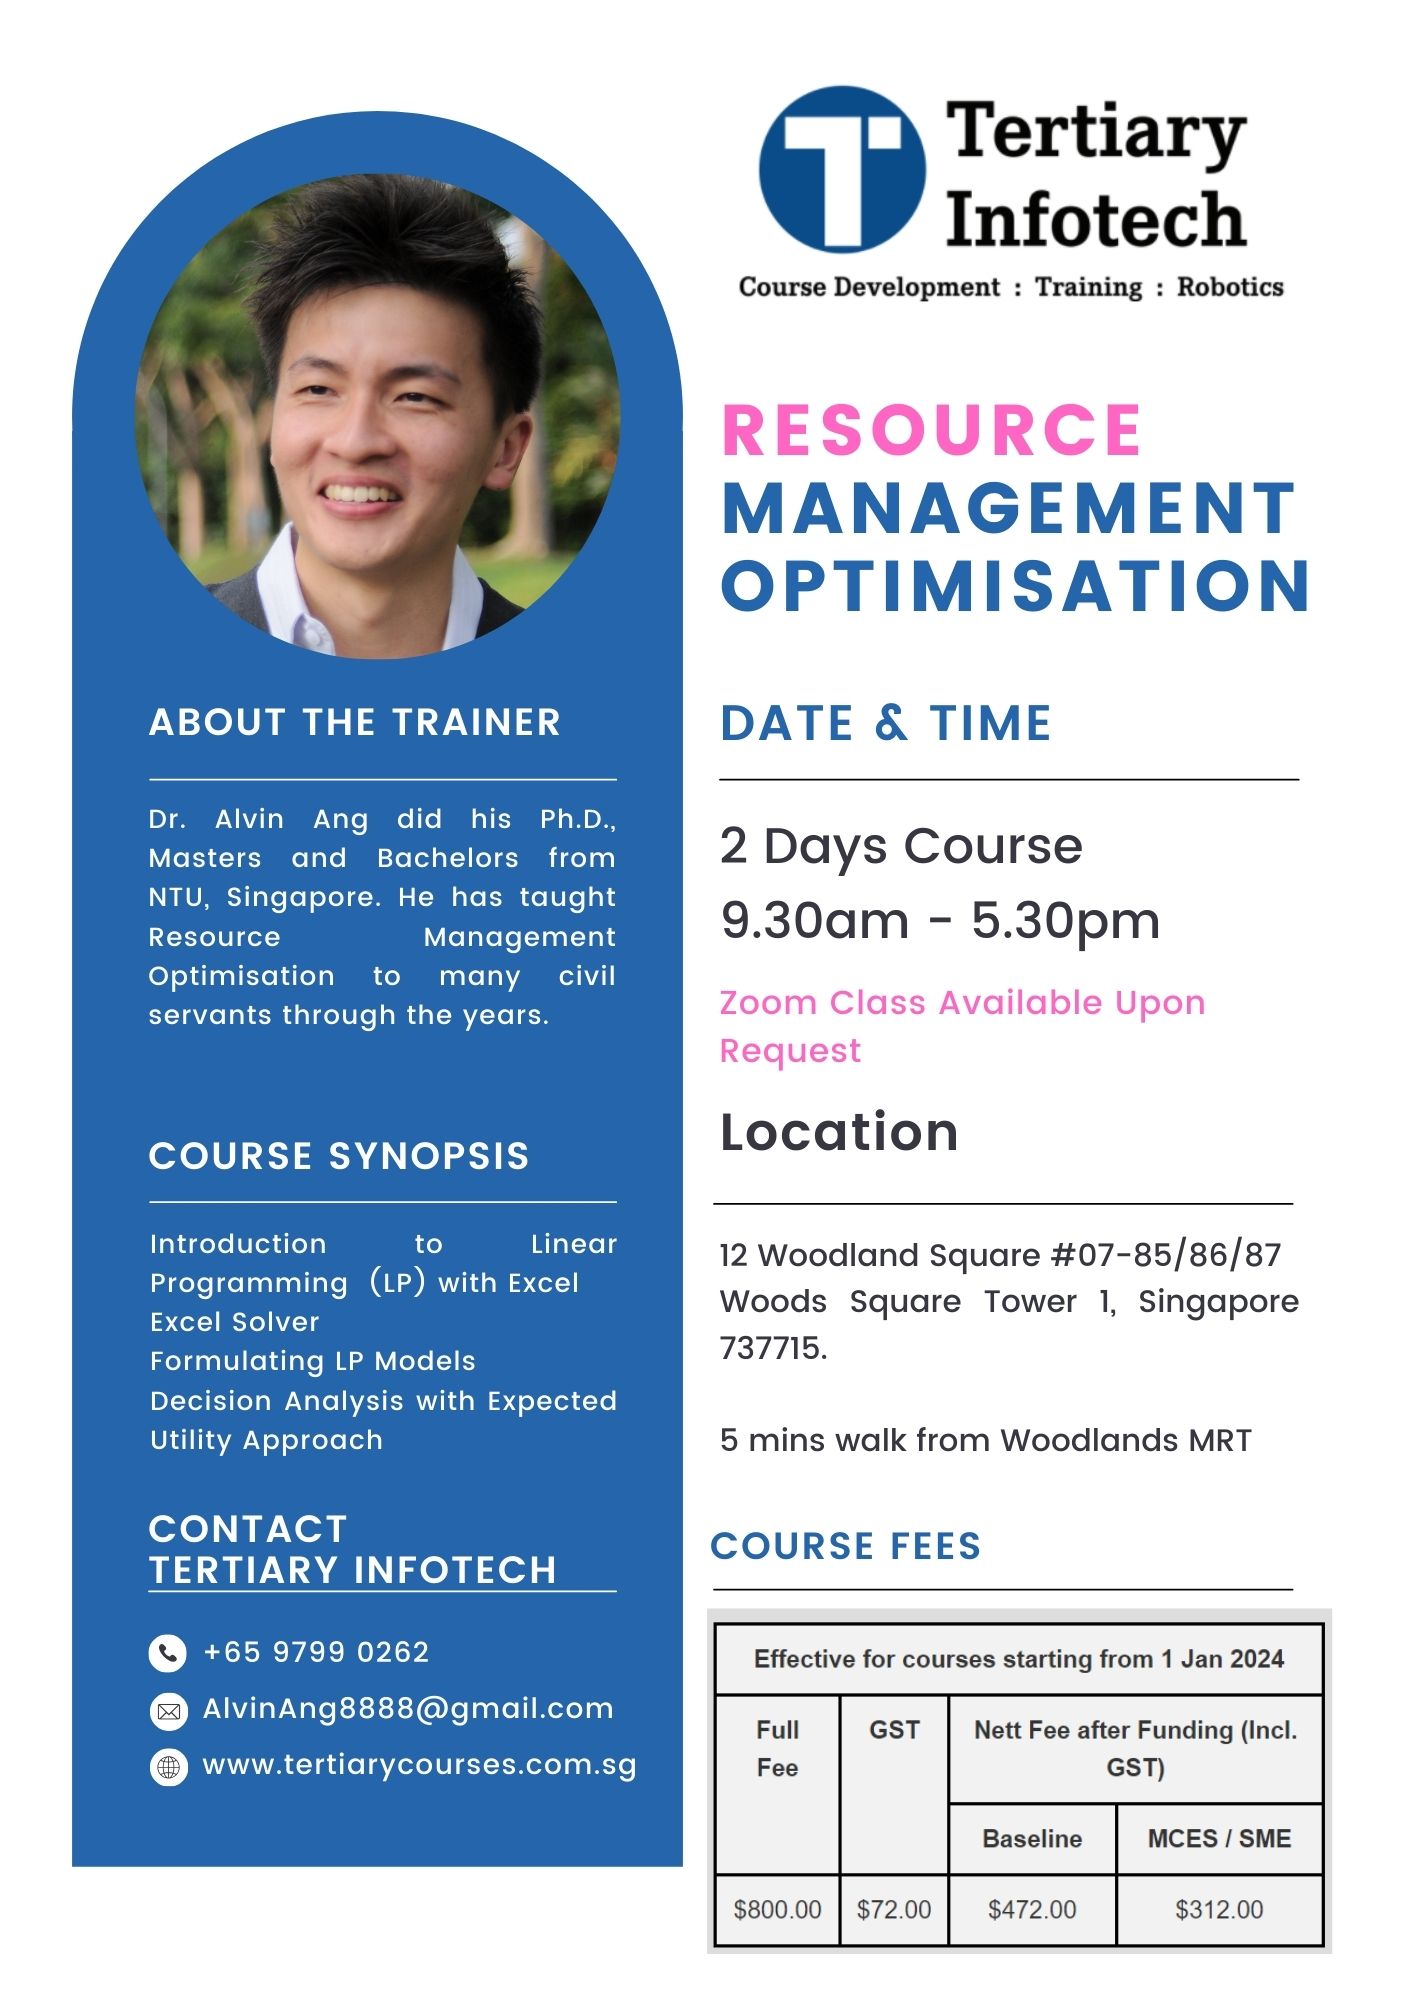 Tertiary
Infotech
Course Development : Training : Robotics
RESOURCE
MANAGEMENT
OPTIMISATION
ABOUT THE TRAINER
Dr. Alvin Ang did his Ph.D.,
Masters and Bachelors from
NTU, Singapore. He has taught
Resource Management
Optimisation to many civil
servants through the years.
COURSE SYNOPSIS
Introduction to Linear
Programming (LP) with Excel
Excel Solver
Formulating LP Models
Decision Analysis with Expected
Utility Approach
CONTACT
TERTIARY INFOTECH
+65 9799 0262
AlvinAng8888@gmail.com
www.tertiarycourses.com.sg
DATE & TIME
2 Days Course
9.30am - 5.30pm
Zoom Class Available Upon
Request
Location
12 Woodland Square #07-85/86/87
Woods Square Tower 1, Singapore
737715.
5 mins walk from Woodlands MRT
COURSE FEES
Effective for courses starting from 1 Jan 2024
Full
Fee
GST
Nett Fee after Funding (Incl.
GST)
Baseline
MCES / SME
$800.00
$72.00
$472.00
$312.00